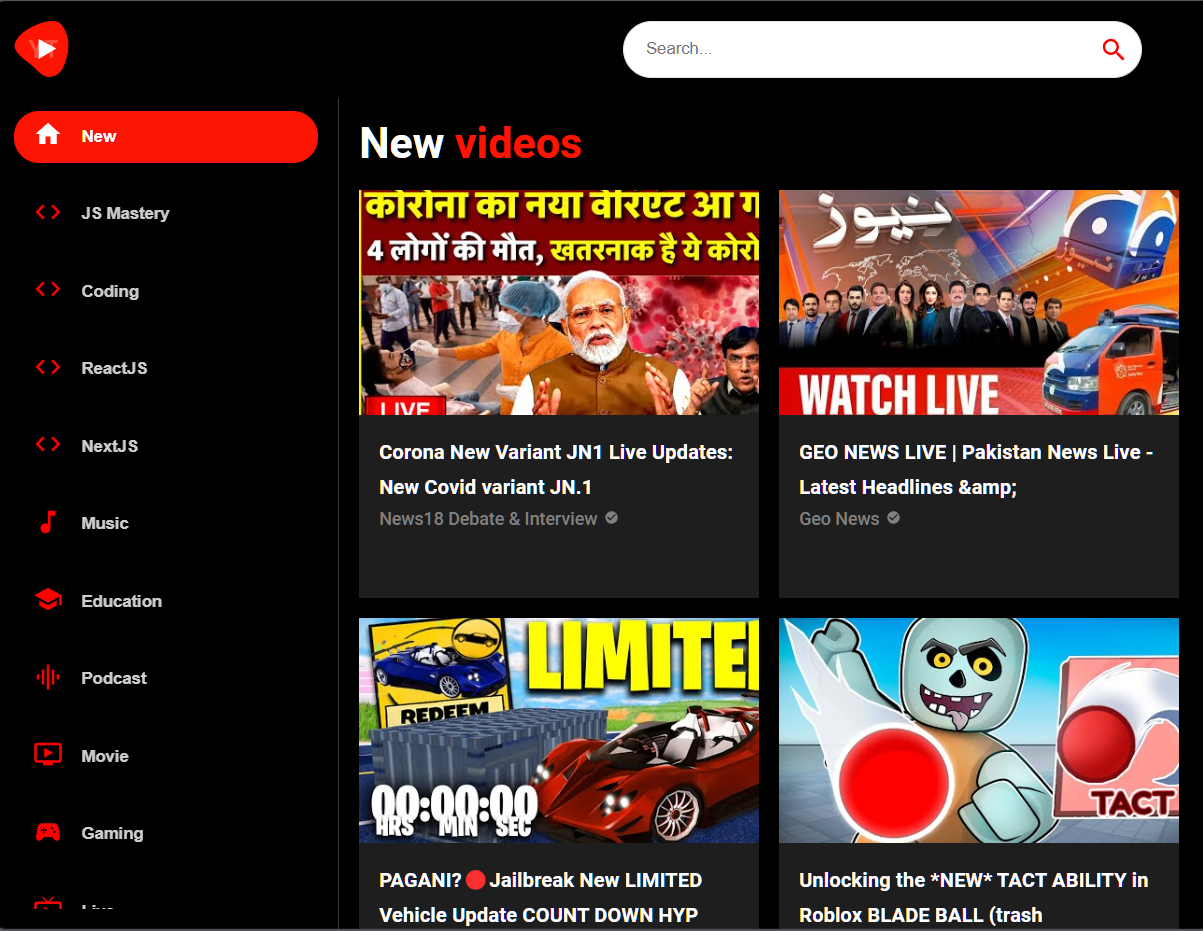 YT
Search...
New
JS Mastery
Coding
ReactJS
NextJS
Music
Education
Podcast
Movie
Gaming
Live
New videos
कोरोना का नया वेरिएंट आ ग
4 लोगों की मौत, खतरनाक है ये कोरो
LIVE
Corona New Variant JN1 Live Updates:
New Covid variant JN.1
News18 Debate & Interview
نیوز
نیوز
WATCH LIVE
GEO NEWS LIVE | Pakistan News Live -
Latest Headlines &amp;
Geo News
LIMITE
REDEEM
00:00:00
HRS MIN SEC
PAGANI?🔴Jailbreak New LIMITED
Vehicle Update COUNT DOWN HYP
TACT
Unlocking the *NEW* TACT ABILITY in
Roblox BLADE BALL (trash